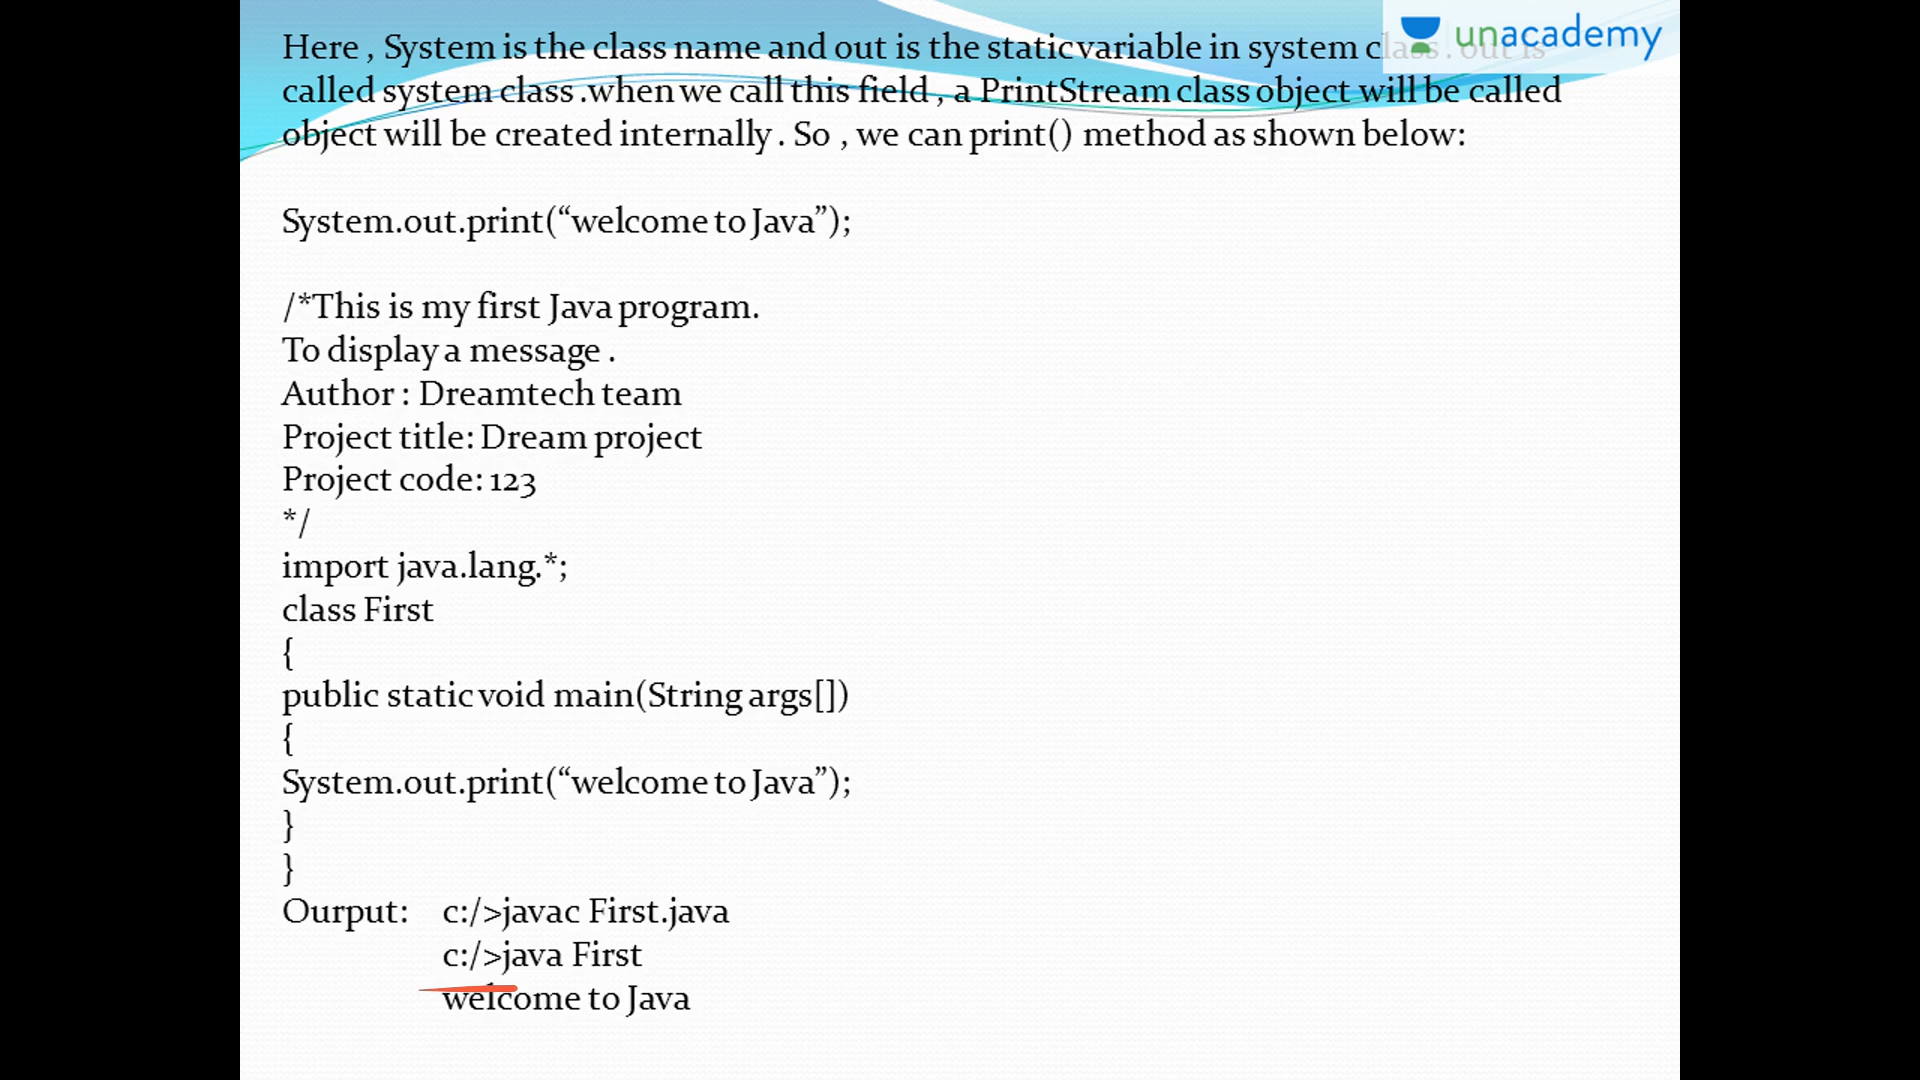 Here , System is the class name and out is the static variable in system class . out is
unacademy
called system class .when we call this field , a PrintStream class object will be called
object will be created internally . So , we can print() method as shown below:
System.out.print(“welcome to Java”);
/*This is my first Java program.
To display a message .
Author : Dreamtech team
Project title: Dream project
Project code: 123
*/
import java.lang.*;
class First
{
public static void main(String args[])
{
System.out.print(“welcome to Java”);
}
}
Ourput: c:/>javac First.java
c:/>java First
welcome to Java